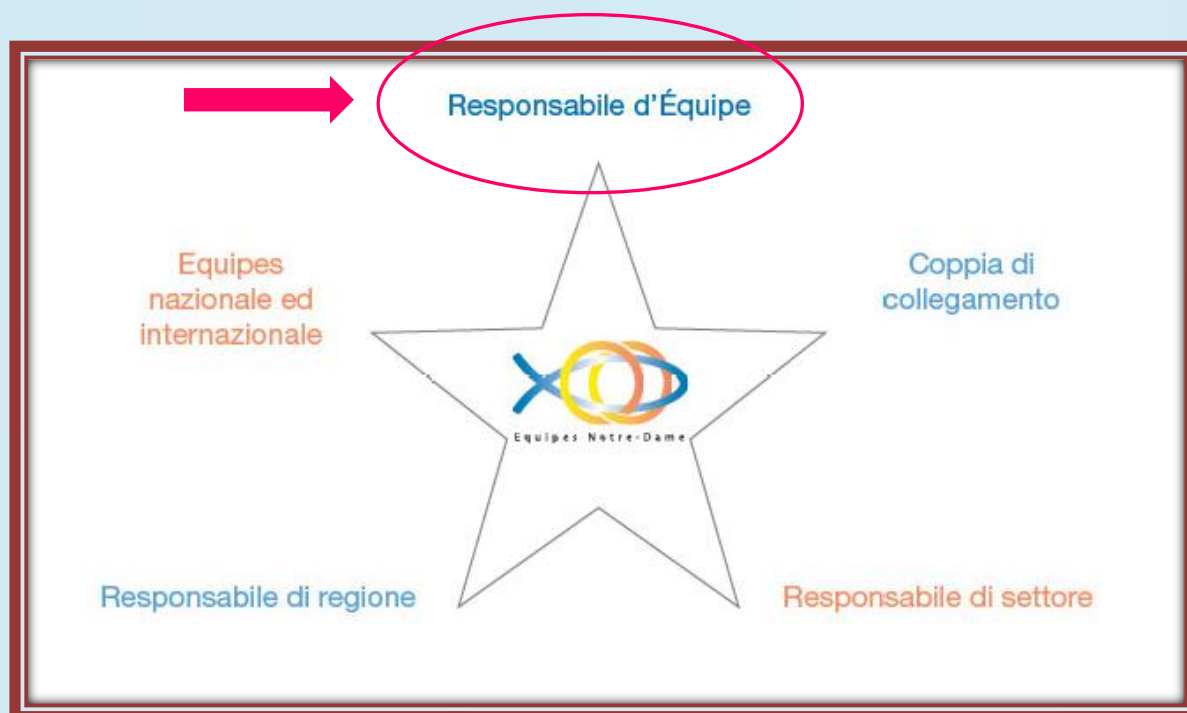 Responsabile d'Équipe
Equipes
nazionale ed
internazionale
Coppia di
collegamento
Equipes Notre-Dame
Responsabile di regione
Responsabile di settore